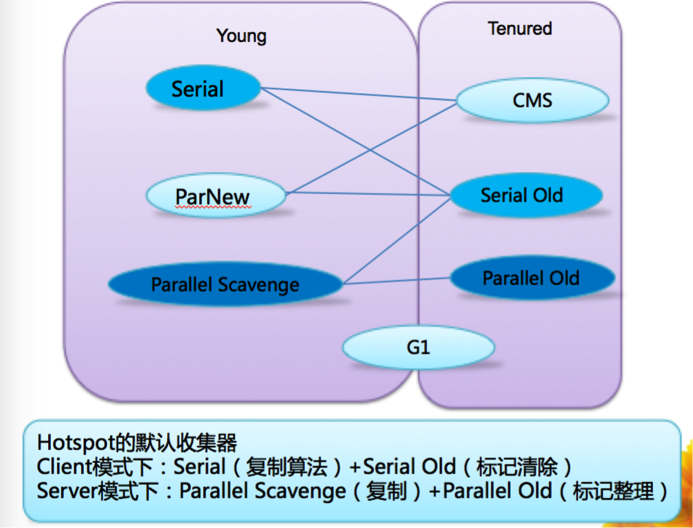 Young
Tenured
Serial
CMS
ParNew
Serial Old
Parallel Scavenge
Parallel Old
G1
Hotspot的默认收集器
Client模式下：Serial（复制算法）+Serial Old（标记清除）
Server模式下：Parallel Scavenge（复制）+Parallel Old（标记整理）